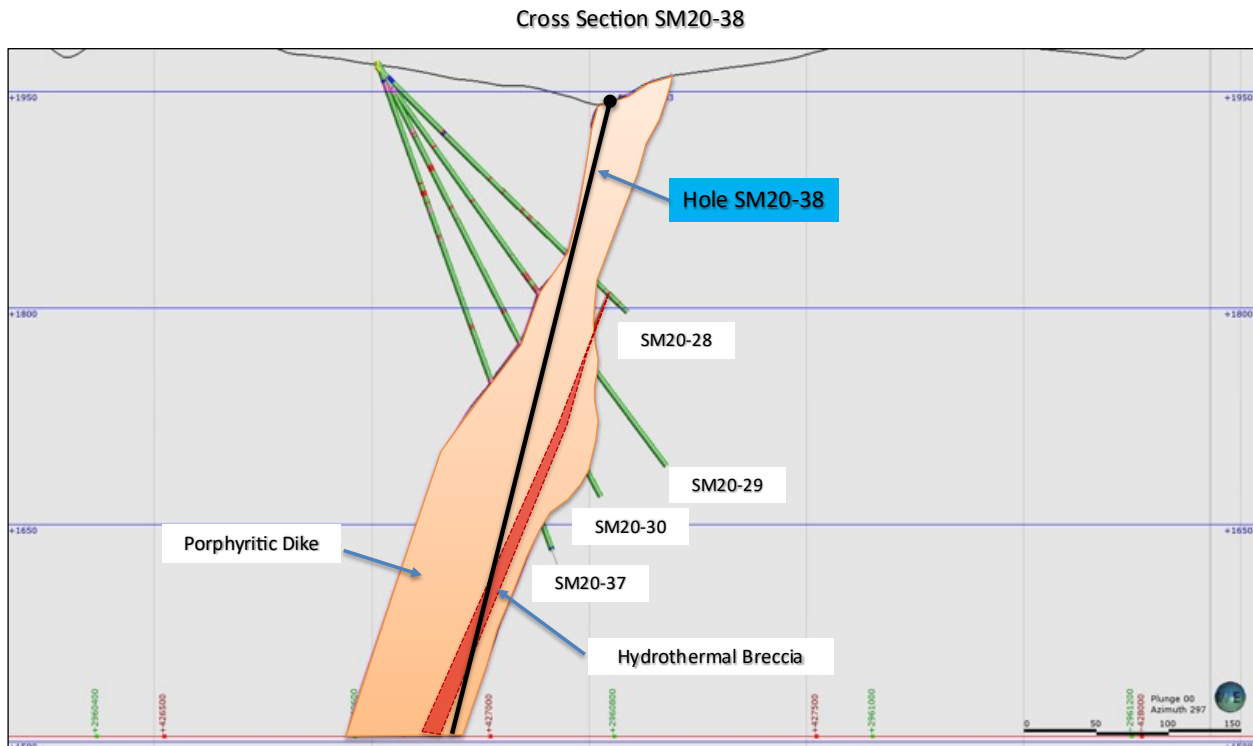 Cross Section SM20-38
+1950
+1950
Hole SM20-38
+1800
+1800
SM20-28
SM20-29
SM20-30
+1650
+1650
Porphyritic Dike
SM20-37
Hydrothermal Breccia
+2960400
+426500
+427000
+2960800
+427500
+2961000
+2961200
+428000
Plunge 00
Azimuth 297
0
50
100
150